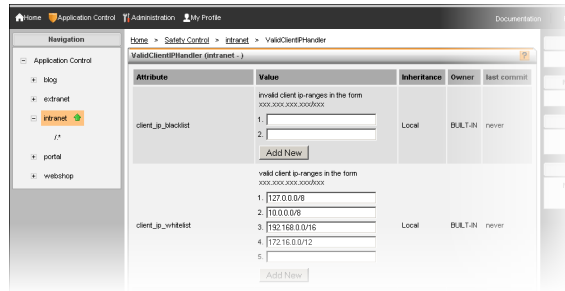 Home Application Control Administration My Profile Documentation
Navigation
Application Control
blog
extranet
intranet
/.*
portal
webshop
Home > Safety Control > intranet > ValidClientIPHandler
ValidClientIPHandler (intranet - ) ?
Attribute Value Inheritance Owner last commit
invalid client ip-ranges in the form
xxx.xxx.xxx.xxx/xxx
1.
client_ip_blacklist Local BUILT-IN never
2.
Add New
valid client ip-ranges in the form
xxx.xxx.xxx.xxx/xxx
1. 127.0.0.0/8
2. 10.0.0.0/8
client_ip_whitelist 3. 192.168.0.0/16 Local BUILT-IN never
4. 172.16.0.0/12
5.
Add New